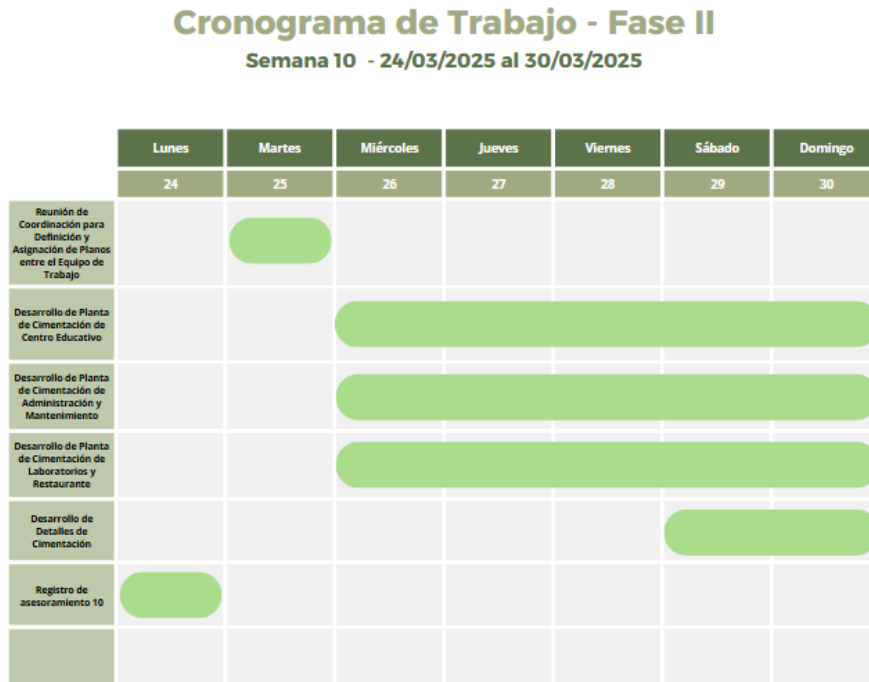 Cronograma de Trabajo - Fase II
Semana 10 - 24/03/2025 al 30/03/2025
Lunes Martes Miércoles Jueves Viernes Sábado Domingo
24 25 26 27 28 29 30
Reunión de
Coordinación para
Definición y
Asignación de Planos
entre el Equipo de
Trabajo
Desarrollo de Planta
de Cimentación de
Centro Educativo
Desarrollo de Planta
de Cimentación de
Administración y
Mantenimiento
Desarrollo de Planta
de Cimentación de
Laboratorios y
Restaurante
Desarrollo de
Detalles de
Cimentación
Registro de
asesoramiento 10